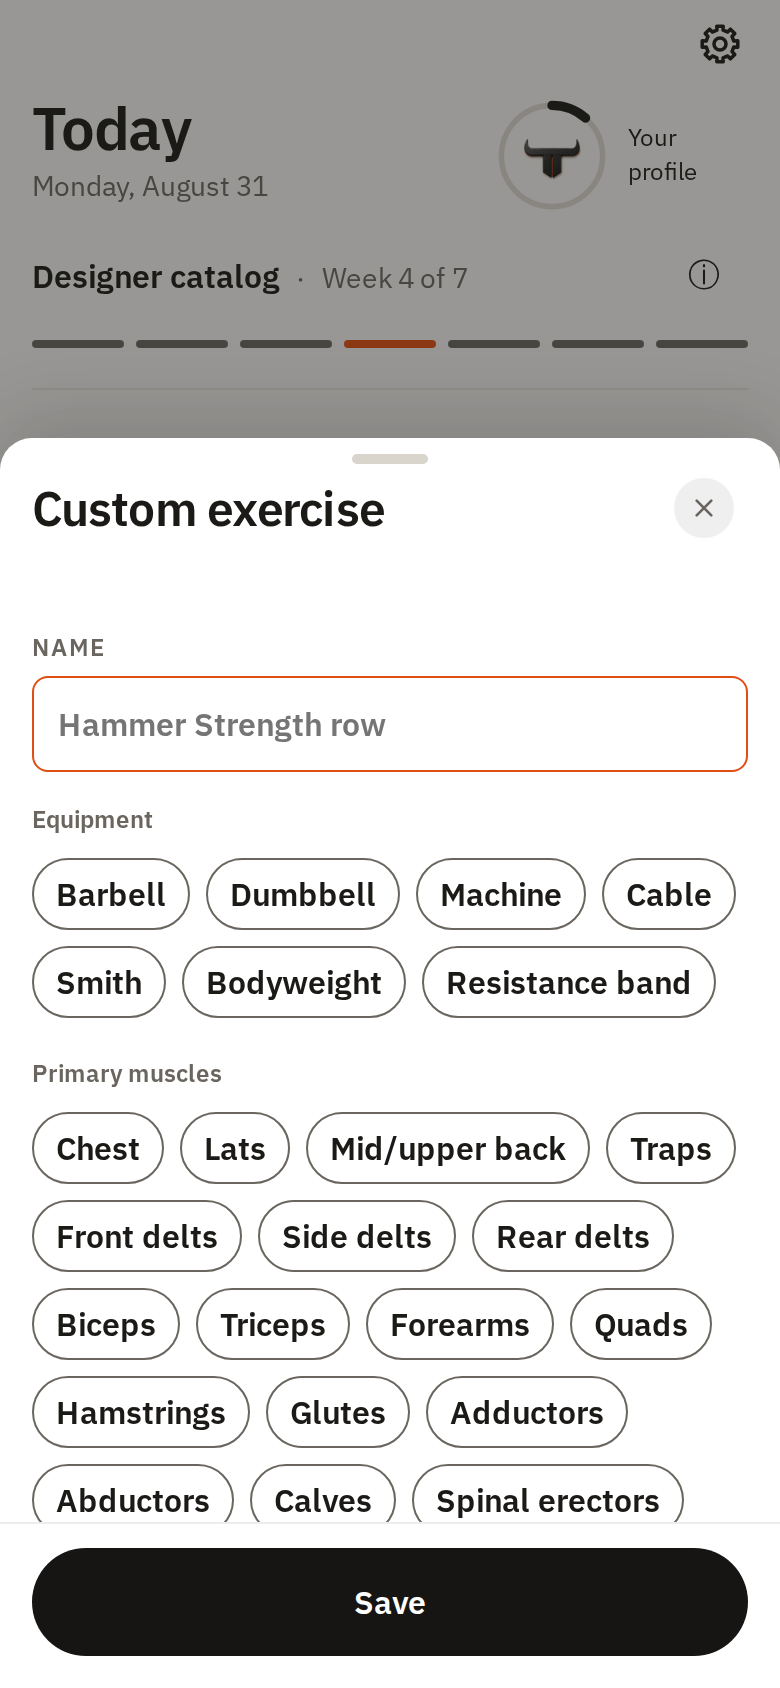 Today
Monday, August 31
Your
profile
Designer catalog · Week 4 of 7
Custom exercise
NAME
Hammer Strength row
Equipment
Barbell Dumbbell Machine Cable
Smith Bodyweight Resistance band
Primary muscles
Chest Lats Mid/upper back Traps
Front delts Side delts Rear delts
Biceps Triceps Forearms Quads
Hamstrings Glutes Adductors
Abductors Calves Spinal erectors
Save